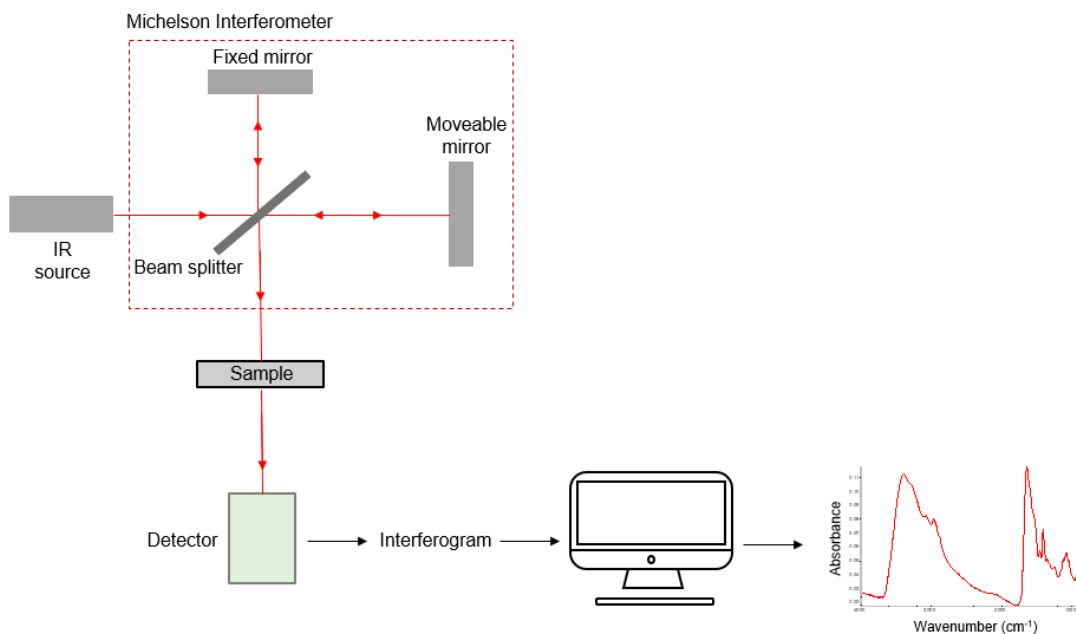 Michelson Interferometer
Fixed mirror
Moveable
mirror
IR
source
Beam splitter
Sample
Detector
Interferogram
Absorbance
Wavenumber (cm⁻¹)